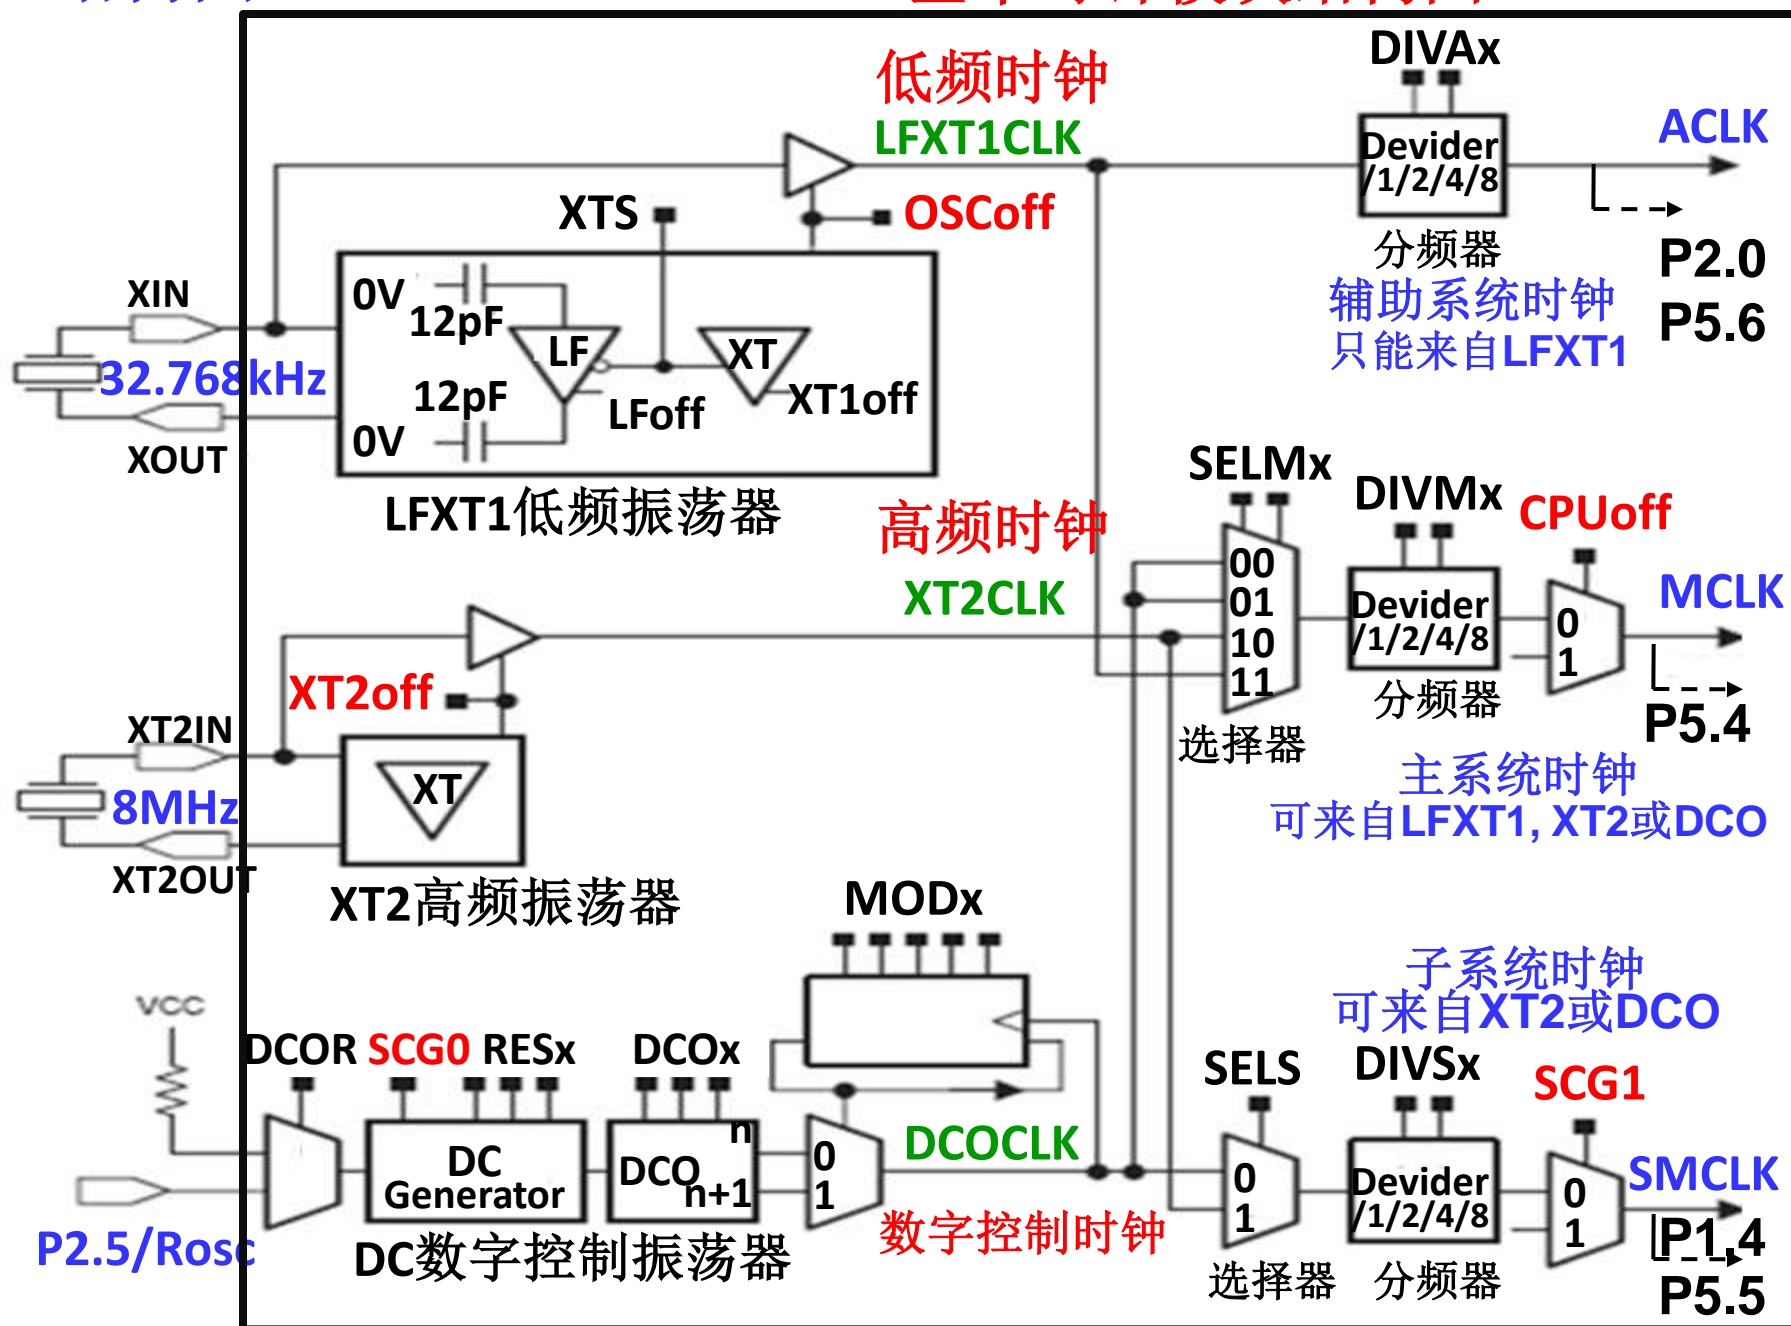 DIVAx
低频时钟
LFXT1CLK
Devider
/1/2/4/8
ACLK
XTS
OSCoff
分频器
P2.0
辅助系统时钟
P5.6
只能来自LFXT1
XIN
0V
12pF
LF
XT
32.768kHz
12pF
LFoff
XT1off
0V
XOUT
LFXT1低频振荡器
高频时钟
XT2CLK
SELMx
DIVMx
CPUoff
00
01
10
11
Devider
/1/2/4/8
0
1
MCLK
分频器
P5.4
选择器
主系统时钟
可来自LFXT1, XT2或DCO
XT2off
XT2IN
XT
8MHz
XT2OUT
XT2高频振荡器
MODx
子系统时钟
可来自XT2或DCO
VCC
DCOR
SCG0
RESx
DCOx
SELS
DIVSx
SCG1
DC
Generator
DCO
n
n+1
0
1
DCOCLK
0
1
Devider
/1/2/4/8
0
1
SMCLK
P1.4
P5.5
P2.5/Rosc
DC数字控制振荡器
数字控制时钟
选择器
分频器